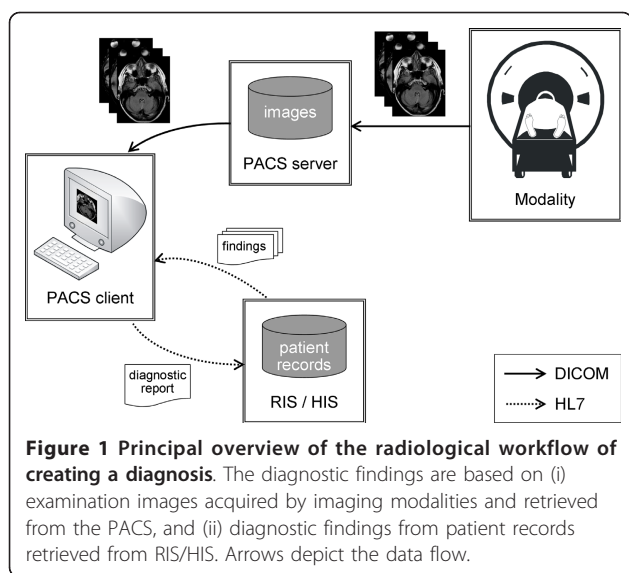 images
PACS server
Modality
PACS client
findings
patient
records
RIS / HIS
diagnostic
report
DICOM
HL7
Figure 1 Principal overview of the radiological workflow of
creating a diagnosis. The diagnostic findings are based on (i)
examination images acquired by imaging modalities and retrieved
from the PACS, and (ii) diagnostic findings from patient records
retrieved from RIS/HIS. Arrows depict the data flow.